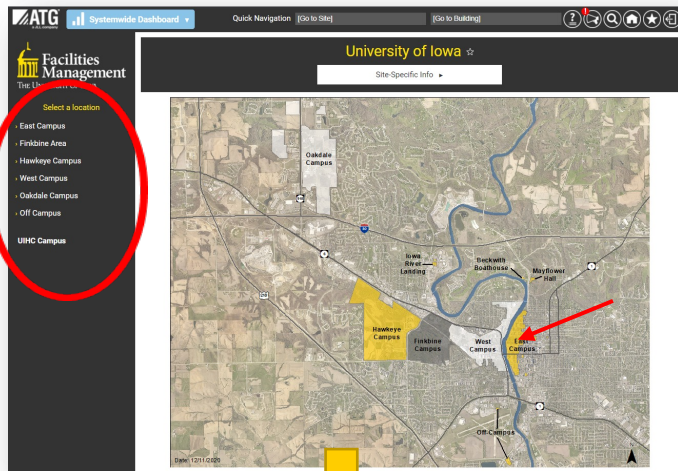 ATG
Systemwide Dashboard ▾
Quick Navigation
[Go to Site]
[Go to Building]
?
1
Facilities
Management
Select a location
› East Campus
› Finkbine Area
› Hawkeye Campus
› West Campus
› Oakdale Campus
› Off Campus
UIHC Campus
University of Iowa ☆
Site-Specific Info ▸
Oakdale
Campus
Iowa
River
Landing
Beckwith
Boathouse
Mayflower
Hall
Hawkeye
Campus
Finkbine
Campus
West
Campus
East
Campus
Off-Campus
Date: 12/11/2020